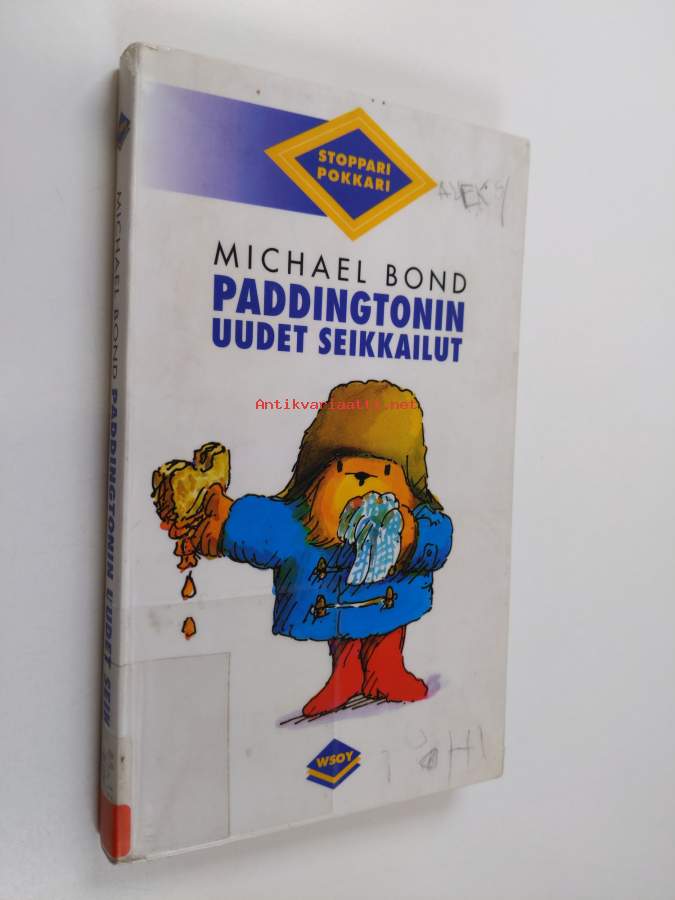 STOPPARI
POKKARI
MICHAEL BOND
PADDINGTONIN
UUDET SEIKKAILUT
Antikvariaatti.net
WSOY
MICHAEL BOND PADDINGTONIN UUDET SEIK